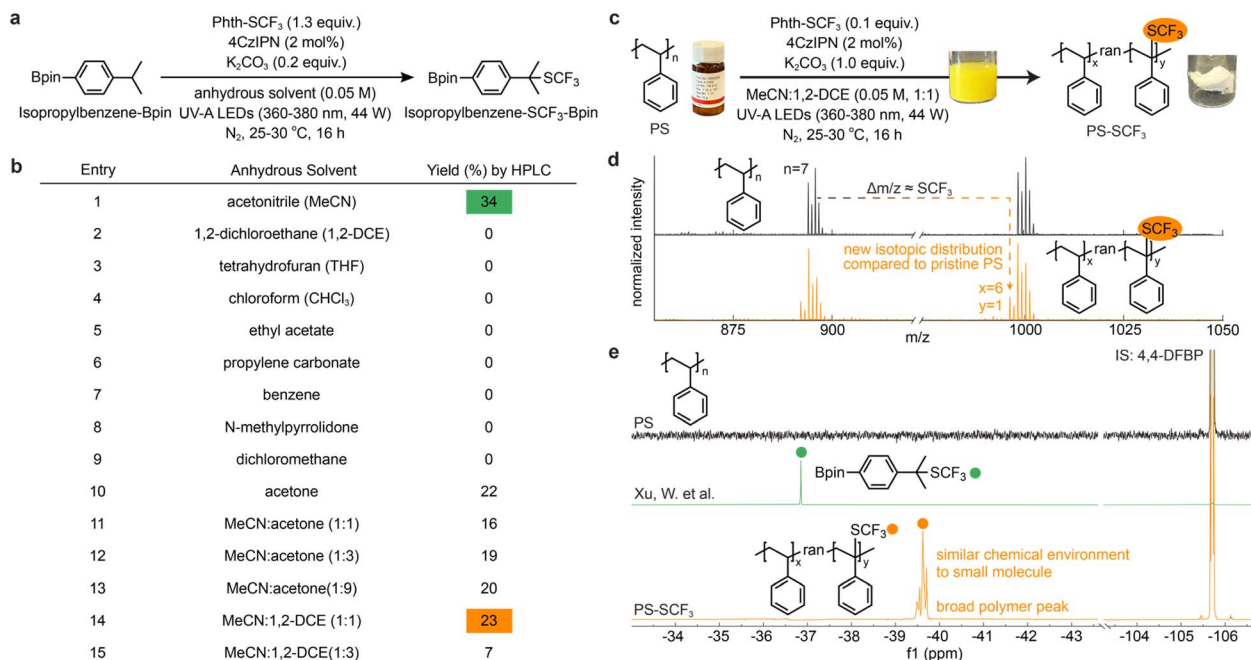 a
Phth-SCF₃ (1.3 equiv.)
4CzIPN (2 mol%)
K₂CO₃ (0.2 equiv.)
Bpin
Bpin
SCF₃
anhydrous solvent (0.05 M)
Isopropylbenzene-Bpin
UV-A LEDs (360-380 nm, 44 W)
Isopropylbenzene-SCF₃-Bpin
N₂, 25-30 °C, 16 h
b
Entry Anhydrous Solvent Yield (%) by HPLC
1 acetonitrile (MeCN) 34
2 1,2-dichloroethane (1,2-DCE) 0
3 tetrahydrofuran (THF) 0
4 chloroform (CHCl₃) 0
5 ethyl acetate 0
6 propylene carbonate 0
7 benzene 0
8 N-methylpyrrolidone 0
9 dichloromethane 0
10 acetone 22
11 MeCN:acetone (1:1) 16
12 MeCN:acetone (1:3) 19
13 MeCN:acetone(1:9) 20
14 MeCN:1,2-DCE (1:1) 23
15 MeCN:1,2-DCE(1:3) 7
c
Phth-SCF₃ (0.1 equiv.)
4CzIPN (2 mol%)
K₂CO₃ (1.0 equiv.)
n
PS
MeCN:1,2-DCE (0.05 M, 1:1)
UV-A LEDs (360-380 nm, 44 W)
N₂, 25-30 °C, 16 h
SCF₃
x ran y
PS-SCF₃
d
normalized intensity
n
n=7
Δm/z ≈ SCF₃
new isotopic distribution
compared to pristine PS
x=6
y=1
SCF₃
x ran y
875 900 1000 1025 1050
m/z
e
IS: 4,4-DFBP
n
PS
Bpin
SCF₃
Xu, W. et al.
SCF₃
x ran y
similar chemical environment
to small molecule
broad polymer peak
PS-SCF₃
-34 -35 -36 -37 -38 -39 -40 -41 -42 -43 -104 -105 -106
f1 (ppm)